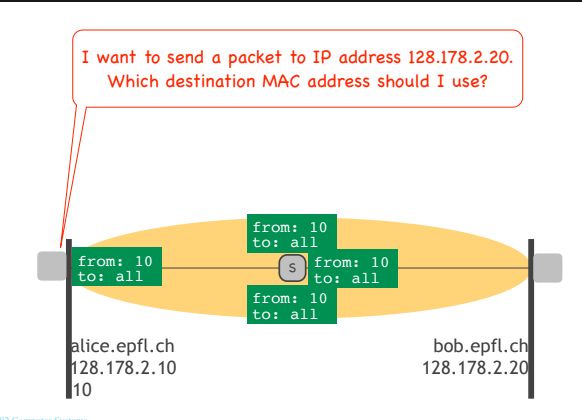 I want to send a packet to IP address 128.178.2.20.
Which destination MAC address should I use?
from: 10
to: all
from: 10
to: all
S
from: 10
to: all
from: 10
to: all
alice.epfl.ch
128.178.2.10
10
bob.epfl.ch
128.178.2.20
Computer Systems